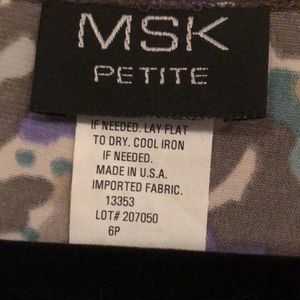 MSK
PETITE
IF NEEDED. LAY FLAT
TO DRY. COOL IRON
IF NEEDED.
MADE IN U.S.A.
IMPORTED FABRIC.
13353
LOT# 207050
6P